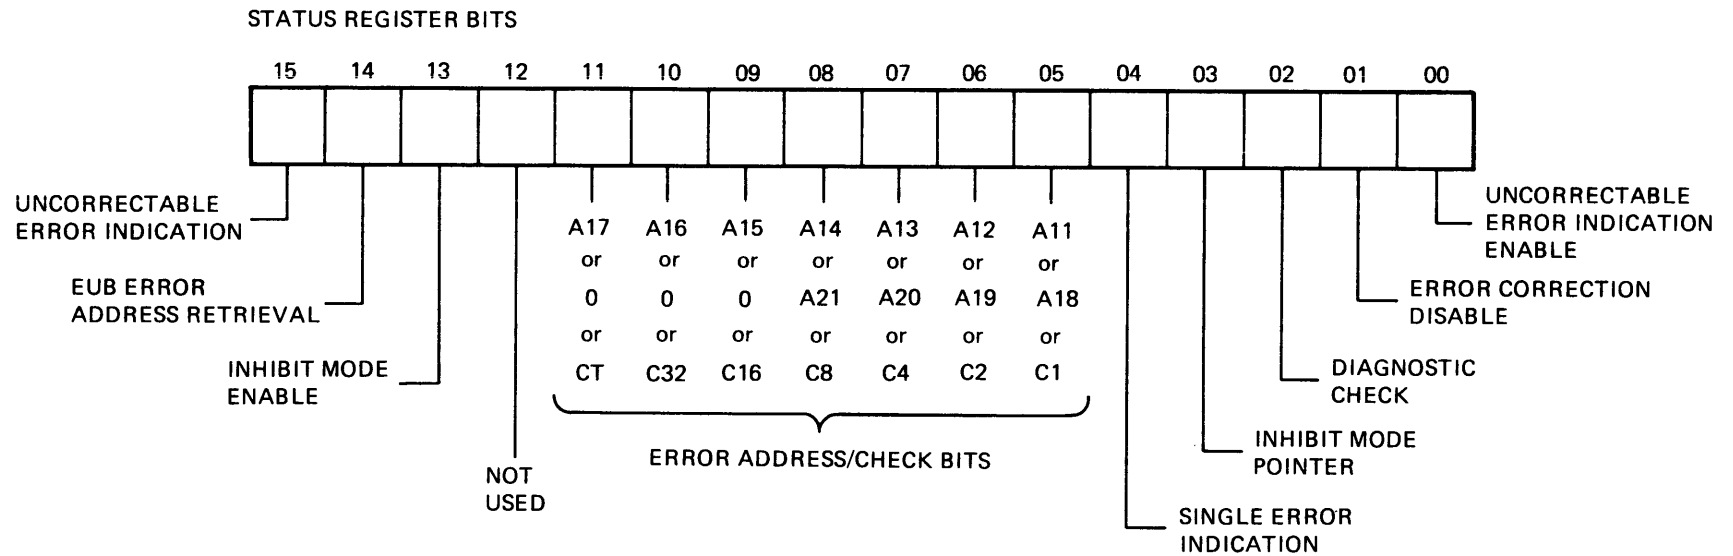 STATUS REGISTER BITS
15 14 13 12 11 10 09 08 07 06 05 04 03 02 01 00
UNCORRECTABLE
ERROR INDICATION
EUB ERROR
ADDRESS RETRIEVAL
INHIBIT MODE
ENABLE
NOT
USED
A17 A16 A15 A14 A13 A12 A11
or or or or or or or
0 0 0 A21 A20 A19 A18
or or or or or or or
CT C32 C16 C8 C4 C2 C1
ERROR ADDRESS/CHECK BITS
UNCORRECTABLE
ERROR INDICATION
ENABLE
ERROR CORRECTION
DISABLE
DIAGNOSTIC
CHECK
INHIBIT MODE
POINTER
SINGLE ERROR
INDICATION